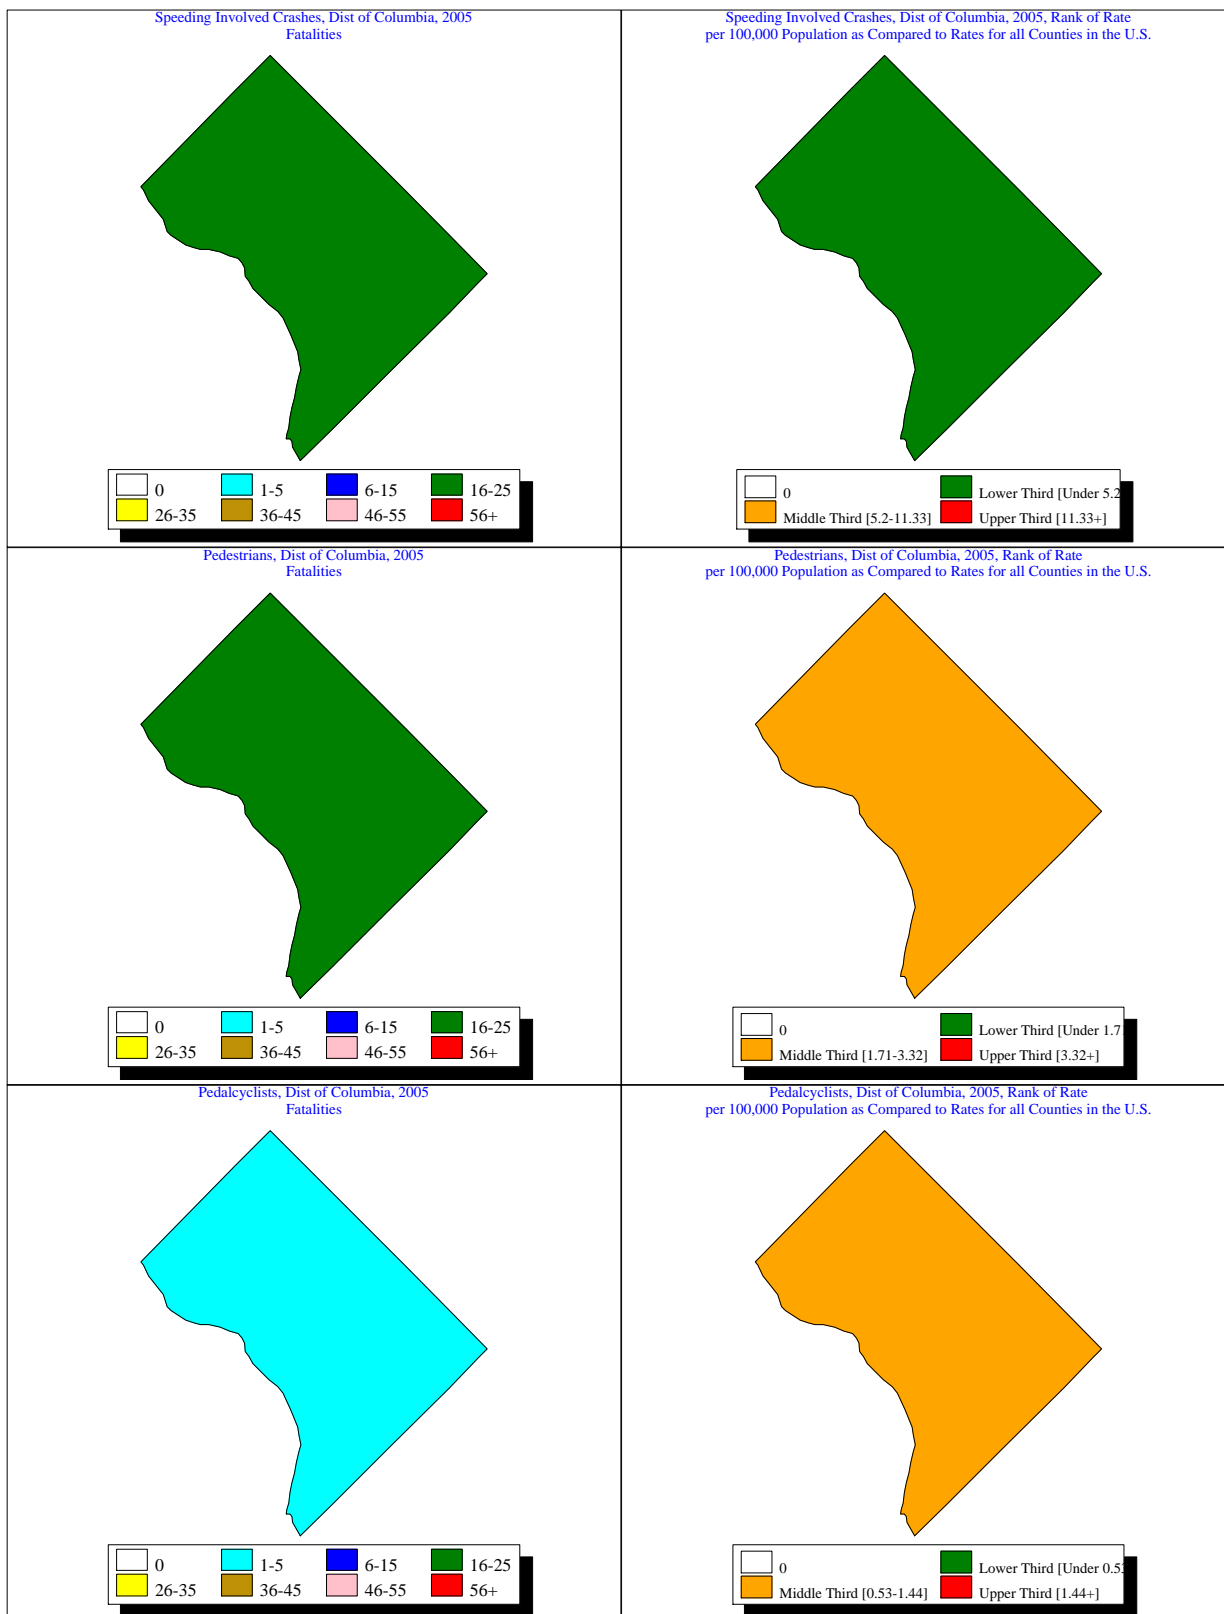 Speeding Involved Crashes, Dist of Columbia, 2005
Fatalities
0 1-5 6-15 16-25
26-35 36-45 46-55 56+
Speeding Involved Crashes, Dist of Columbia, 2005, Rank of Rate
per 100,000 Population as Compared to Rates for all Counties in the U.S.
0 Lower Third [Under 5.2
Middle Third [5.2-11.33] Upper Third [11.33+]
Pedestrians, Dist of Columbia, 2005
Fatalities
0 1-5 6-15 16-25
26-35 36-45 46-55 56+
Pedestrians, Dist of Columbia, 2005, Rank of Rate
per 100,000 Population as Compared to Rates for all Counties in the U.S.
0 Lower Third [Under 1.71
Middle Third [1.71-3.32] Upper Third [3.32+]
Pedalcyclists, Dist of Columbia, 2005
Fatalities
0 1-5 6-15 16-25
26-35 36-45 46-55 56+
Pedalcyclists, Dist of Columbia, 2005, Rank of Rate
per 100,000 Population as Compared to Rates for all Counties in the U.S.
0 Lower Third [Under 0.53
Middle Third [0.53-1.44] Upper Third [1.44+]